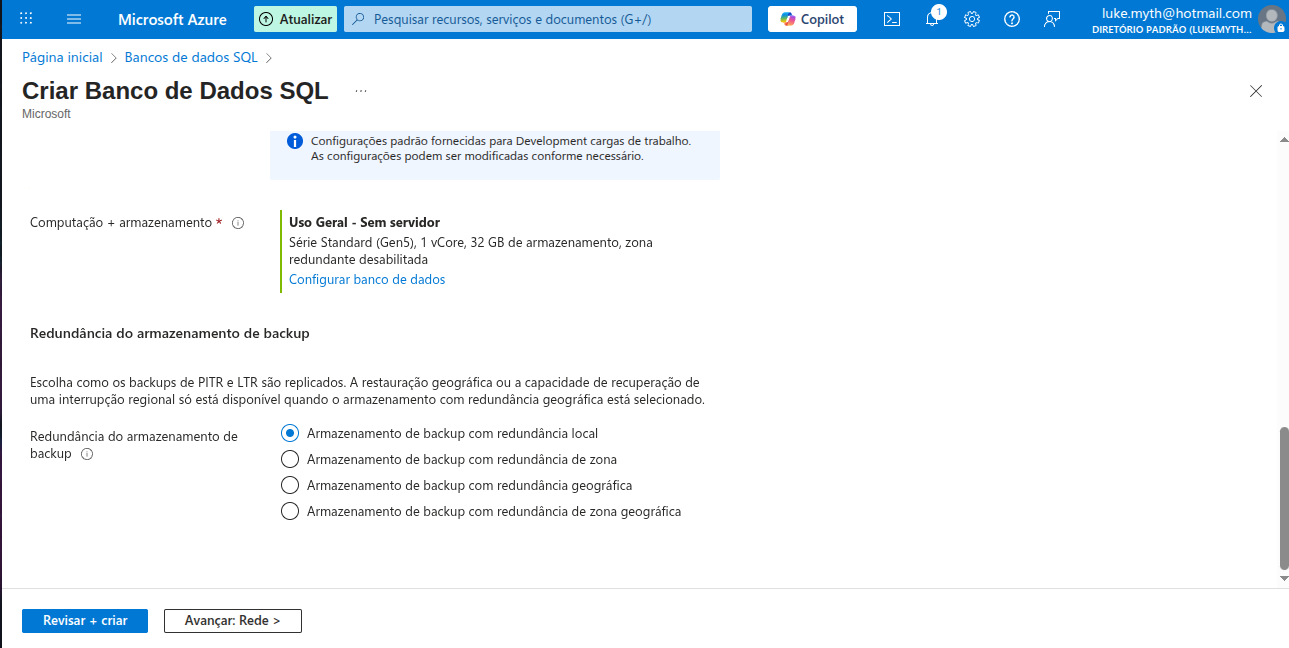 Microsoft Azure
Atualizar
Pesquisar recursos, serviços e documentos (G+/)
Copilot
1
luke.myth@hotmail.com
DIRETÓRIO PADRÃO (LUKEMYTH...
Página inicial > Bancos de dados SQL >
Criar Banco de Dados SQL ...
Microsoft
Configurações padrão fornecidas para Development cargas de trabalho.
As configurações podem ser modificadas conforme necessário.
Computação + armazenamento *
Uso Geral - Sem servidor
Série Standard (Gen5), 1 vCore, 32 GB de armazenamento, zona
redundante desabilitada
Configurar banco de dados
Redundância do armazenamento de backup
Escolha como os backups de PITR e LTR são replicados. A restauração geográfica ou a capacidade de recuperação de
uma interrupção regional só está disponível quando o armazenamento com redundância geográfica está selecionado.
Redundância do armazenamento de
backup
Armazenamento de backup com redundância local
Armazenamento de backup com redundância de zona
Armazenamento de backup com redundância geográfica
Armazenamento de backup com redundância de zona geográfica
Revisar + criar
Avançar: Rede >